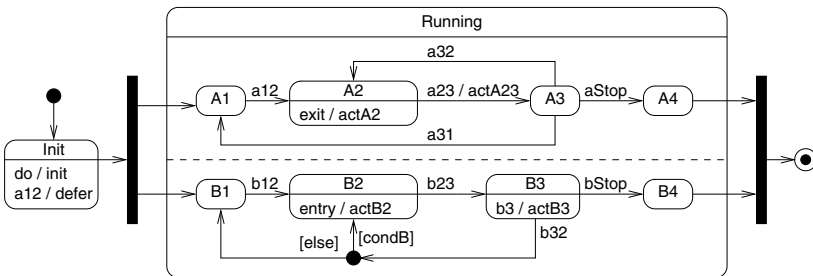 Running
a32
A1
a12
A2
exit / actA2
a23 / actA23
A3
aStop
A4
a31
Init
do / init
a12 / defer
B1
b12
B2
entry / actB2
b23
B3
b3 / actB3
bStop
B4
[else]
[condB]
b32